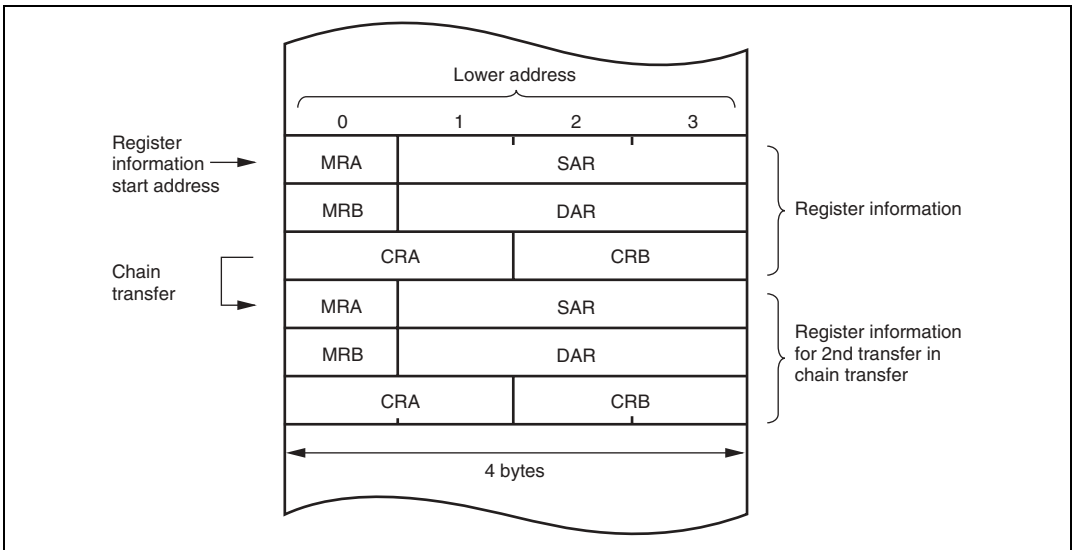 Lower address
0 1 2 3
Register
information
start address
MRA SAR
MRB DAR
Register information
CRA CRB
Chain
transfer
MRA SAR
MRB DAR
Register information
for 2nd transfer in
chain transfer
CRA CRB
4 bytes